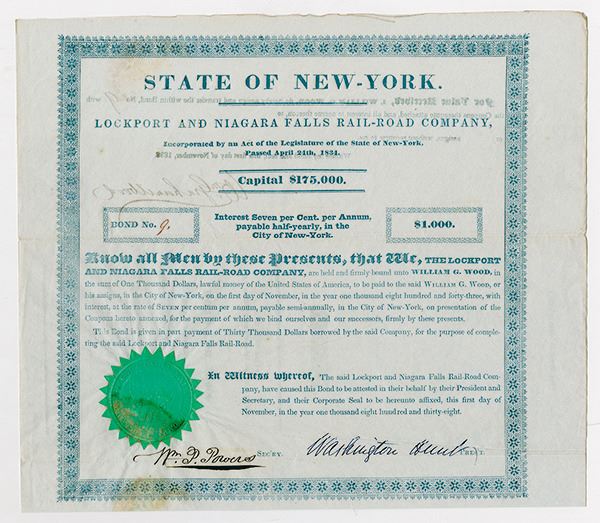 STATE OF NEW-YORK.
LOCKPORT AND NIAGARA FALLS RAIL-ROAD COMPANY,
Incorporated by an Act of the Legislature of the State of New-York,
Passed April 24th, 1834.
Capital $175.000.
BOND No. 9.
Interest Seven per Cent. per Annum,
payable half-yearly, in the
City of New-York.
$1.000.
Know all Men by these Presents, that We, THE LOCKPORT
AND NIAGARA FALLS RAIL-ROAD COMPANY, are held and firmly bound unto WILLIAM G. WOOD, in
the sum of One Thousand Dollars, lawful money of the United States of America, to be paid to the said WILLIAM G. WOOD, or
his assigns, in the City of New-York, on the first day of November, in the year one thousand eight hundred and forty-three, with
interest, at the rate of SEVEN per centum per annum, payable semi-annually, in the City of New-York, on presentation of the
Coupons hereto annexed, for the payment of which we bind ourselves and our successors, firmly by these presents.
This Bond is given in part payment of Thirty Thousand Dollars borrowed by the said Company, for the purpose of comple-
ting the said Lockport and Niagara Falls Rail-Road.
In Witness whereof, The said Lockport and Niagara Falls Rail-Road Com-
pany, have caused this Bond to be attested in their behalf by their President and
Secretary, and their Corporate Seal to be hereunto affixed, this first day of
November, in the year one thousand eight hundred and thirty-eight.
Wm. P. Powers SEC'RY.
Washington Hunt TREAT.